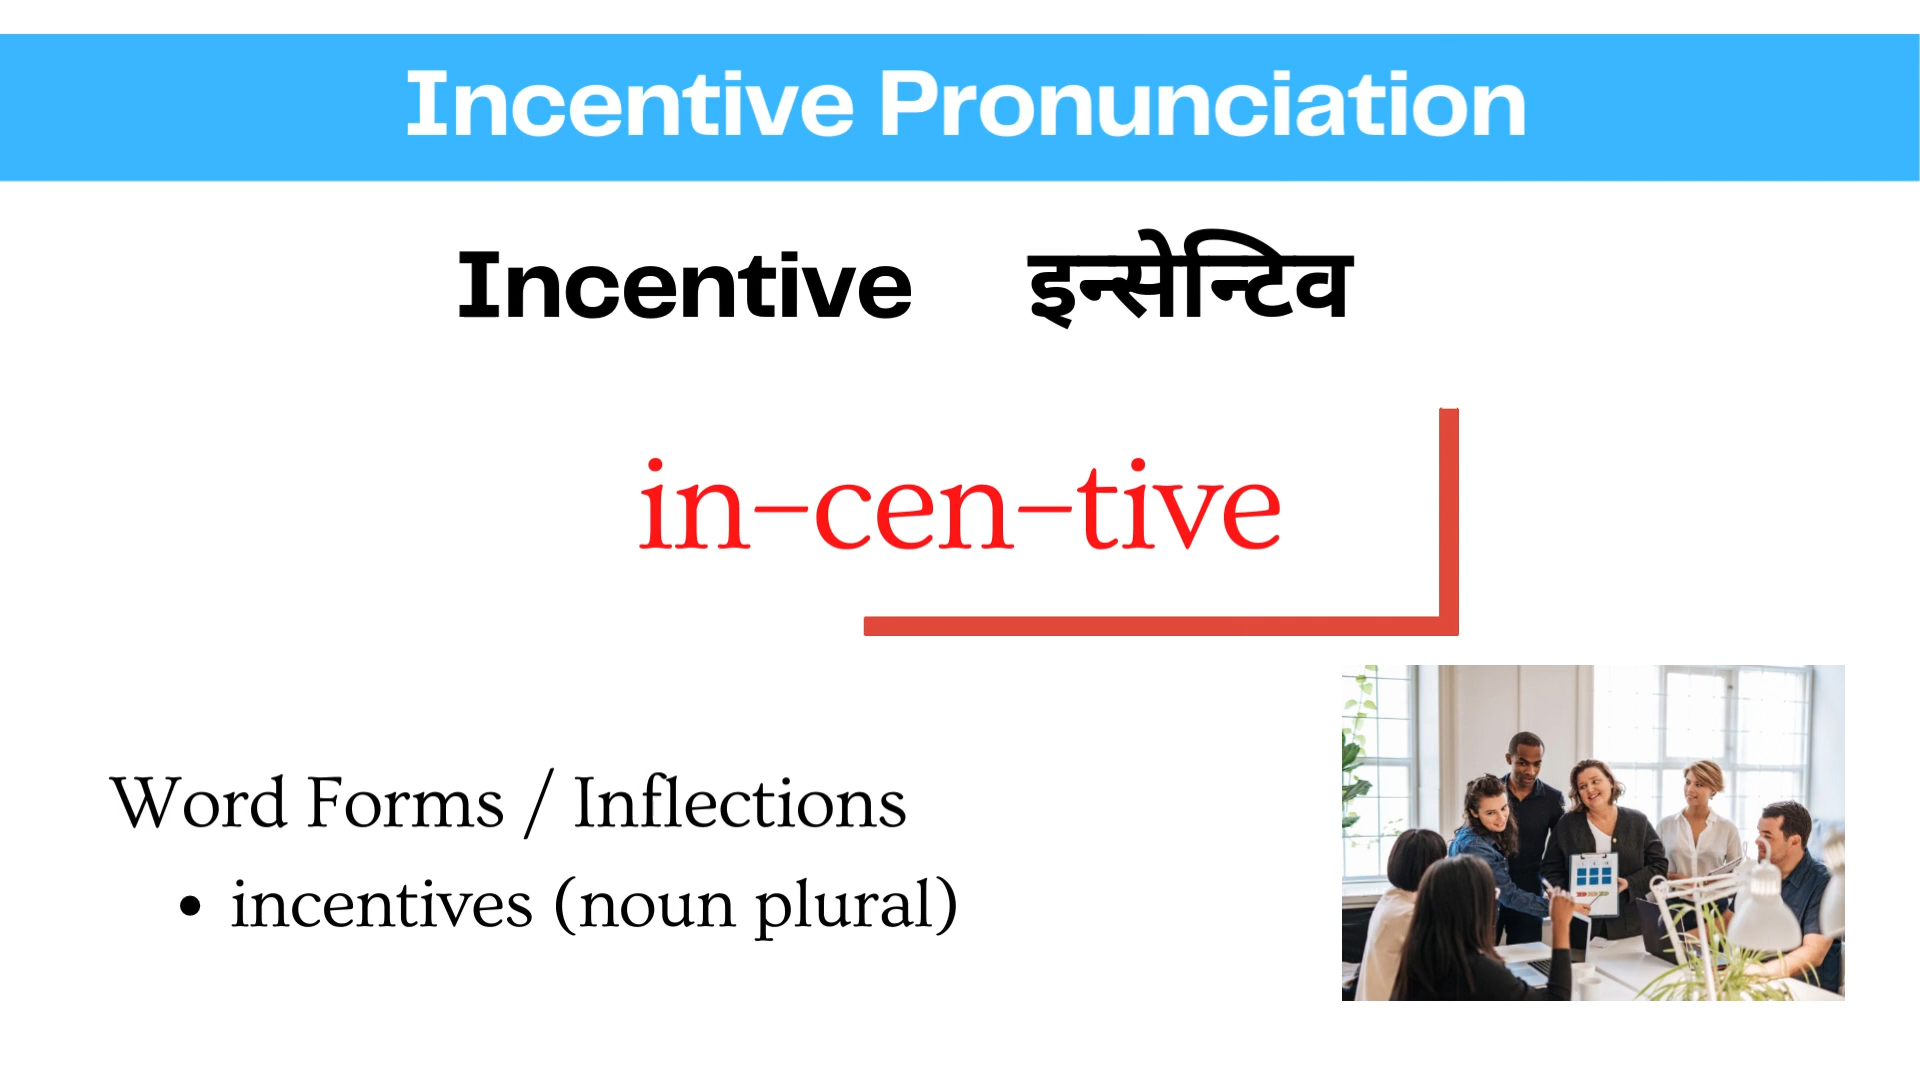 Incentive Pronunciation
Incentive इन्सेन्टिव
in-cen-tive
Word Forms / Inflections
• incentives (noun plural)